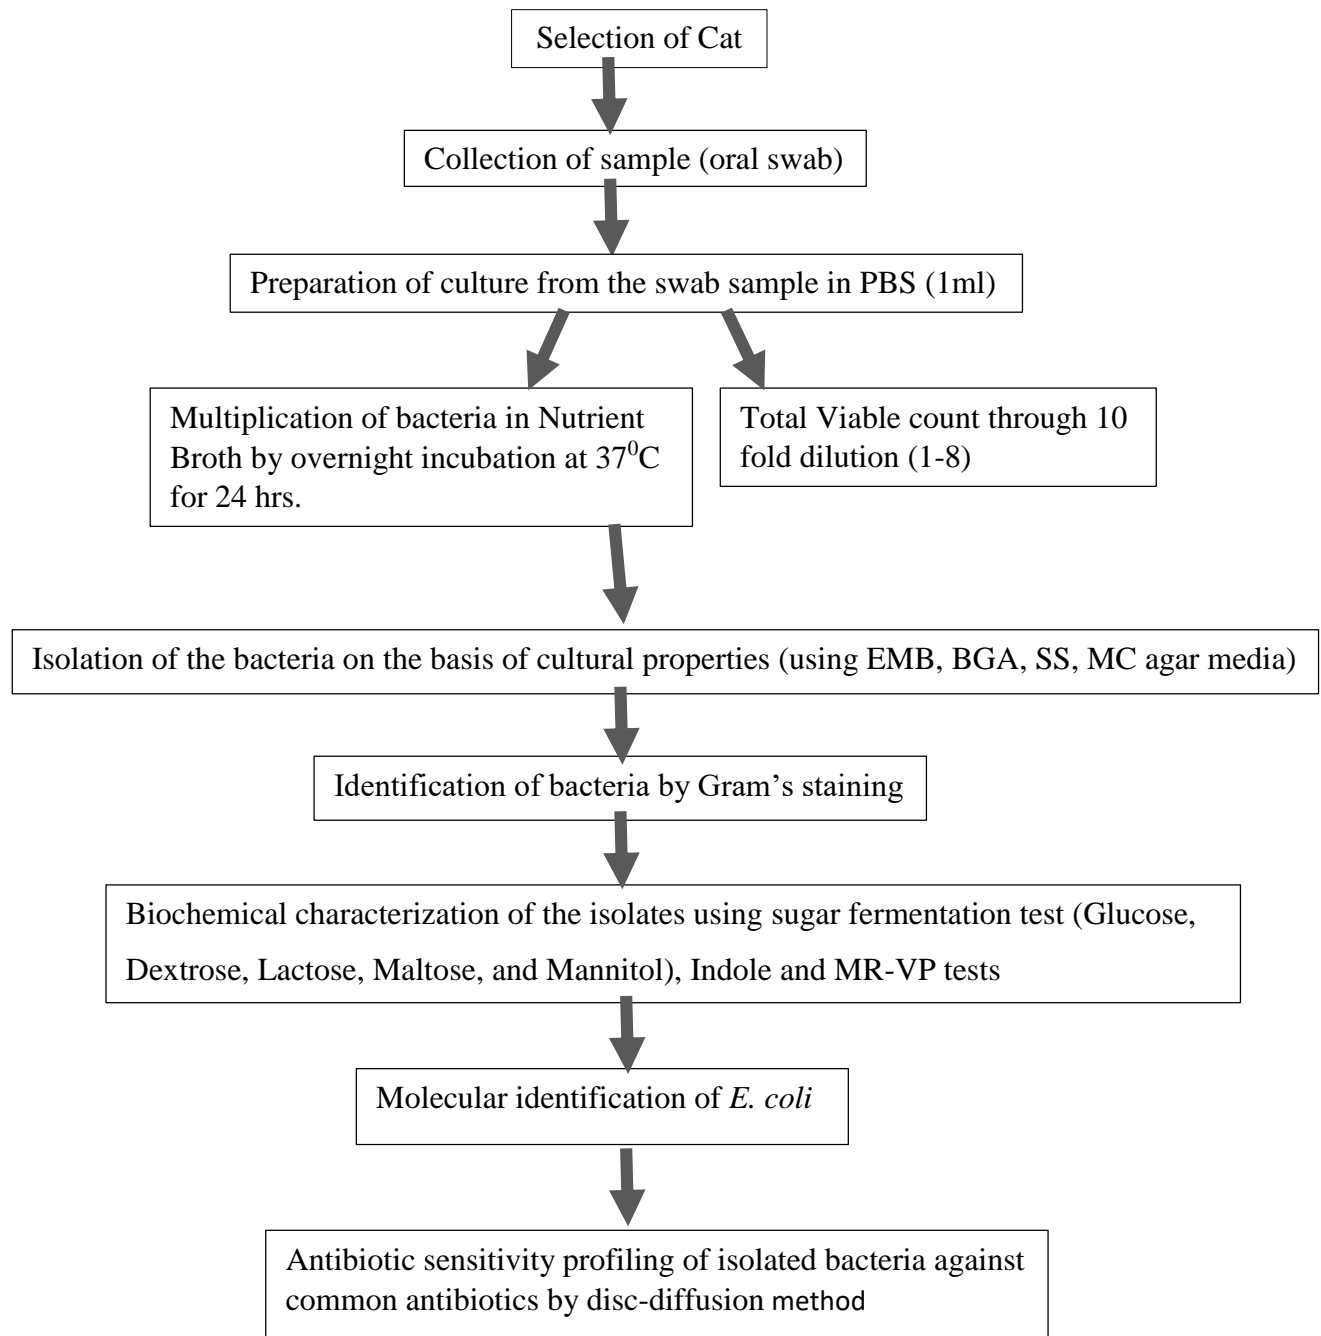 Selection of Cat
Collection of sample (oral swab)
Preparation of culture from the swab sample in PBS (1ml)
Multiplication of bacteria in Nutrient
Broth by overnight incubation at 37⁰C
for 24 hrs.
Total Viable count through 10
fold dilution (1-8)
Isolation of the bacteria on the basis of cultural properties (using EMB, BGA, SS, MC agar media)
Identification of bacteria by Gram’s staining
Biochemical characterization of the isolates using sugar fermentation test (Glucose,
Dextrose, Lactose, Maltose, and Mannitol), Indole and MR-VP tests
Molecular identification of E. coli
Antibiotic sensitivity profiling of isolated bacteria against
common antibiotics by disc-diffusion method